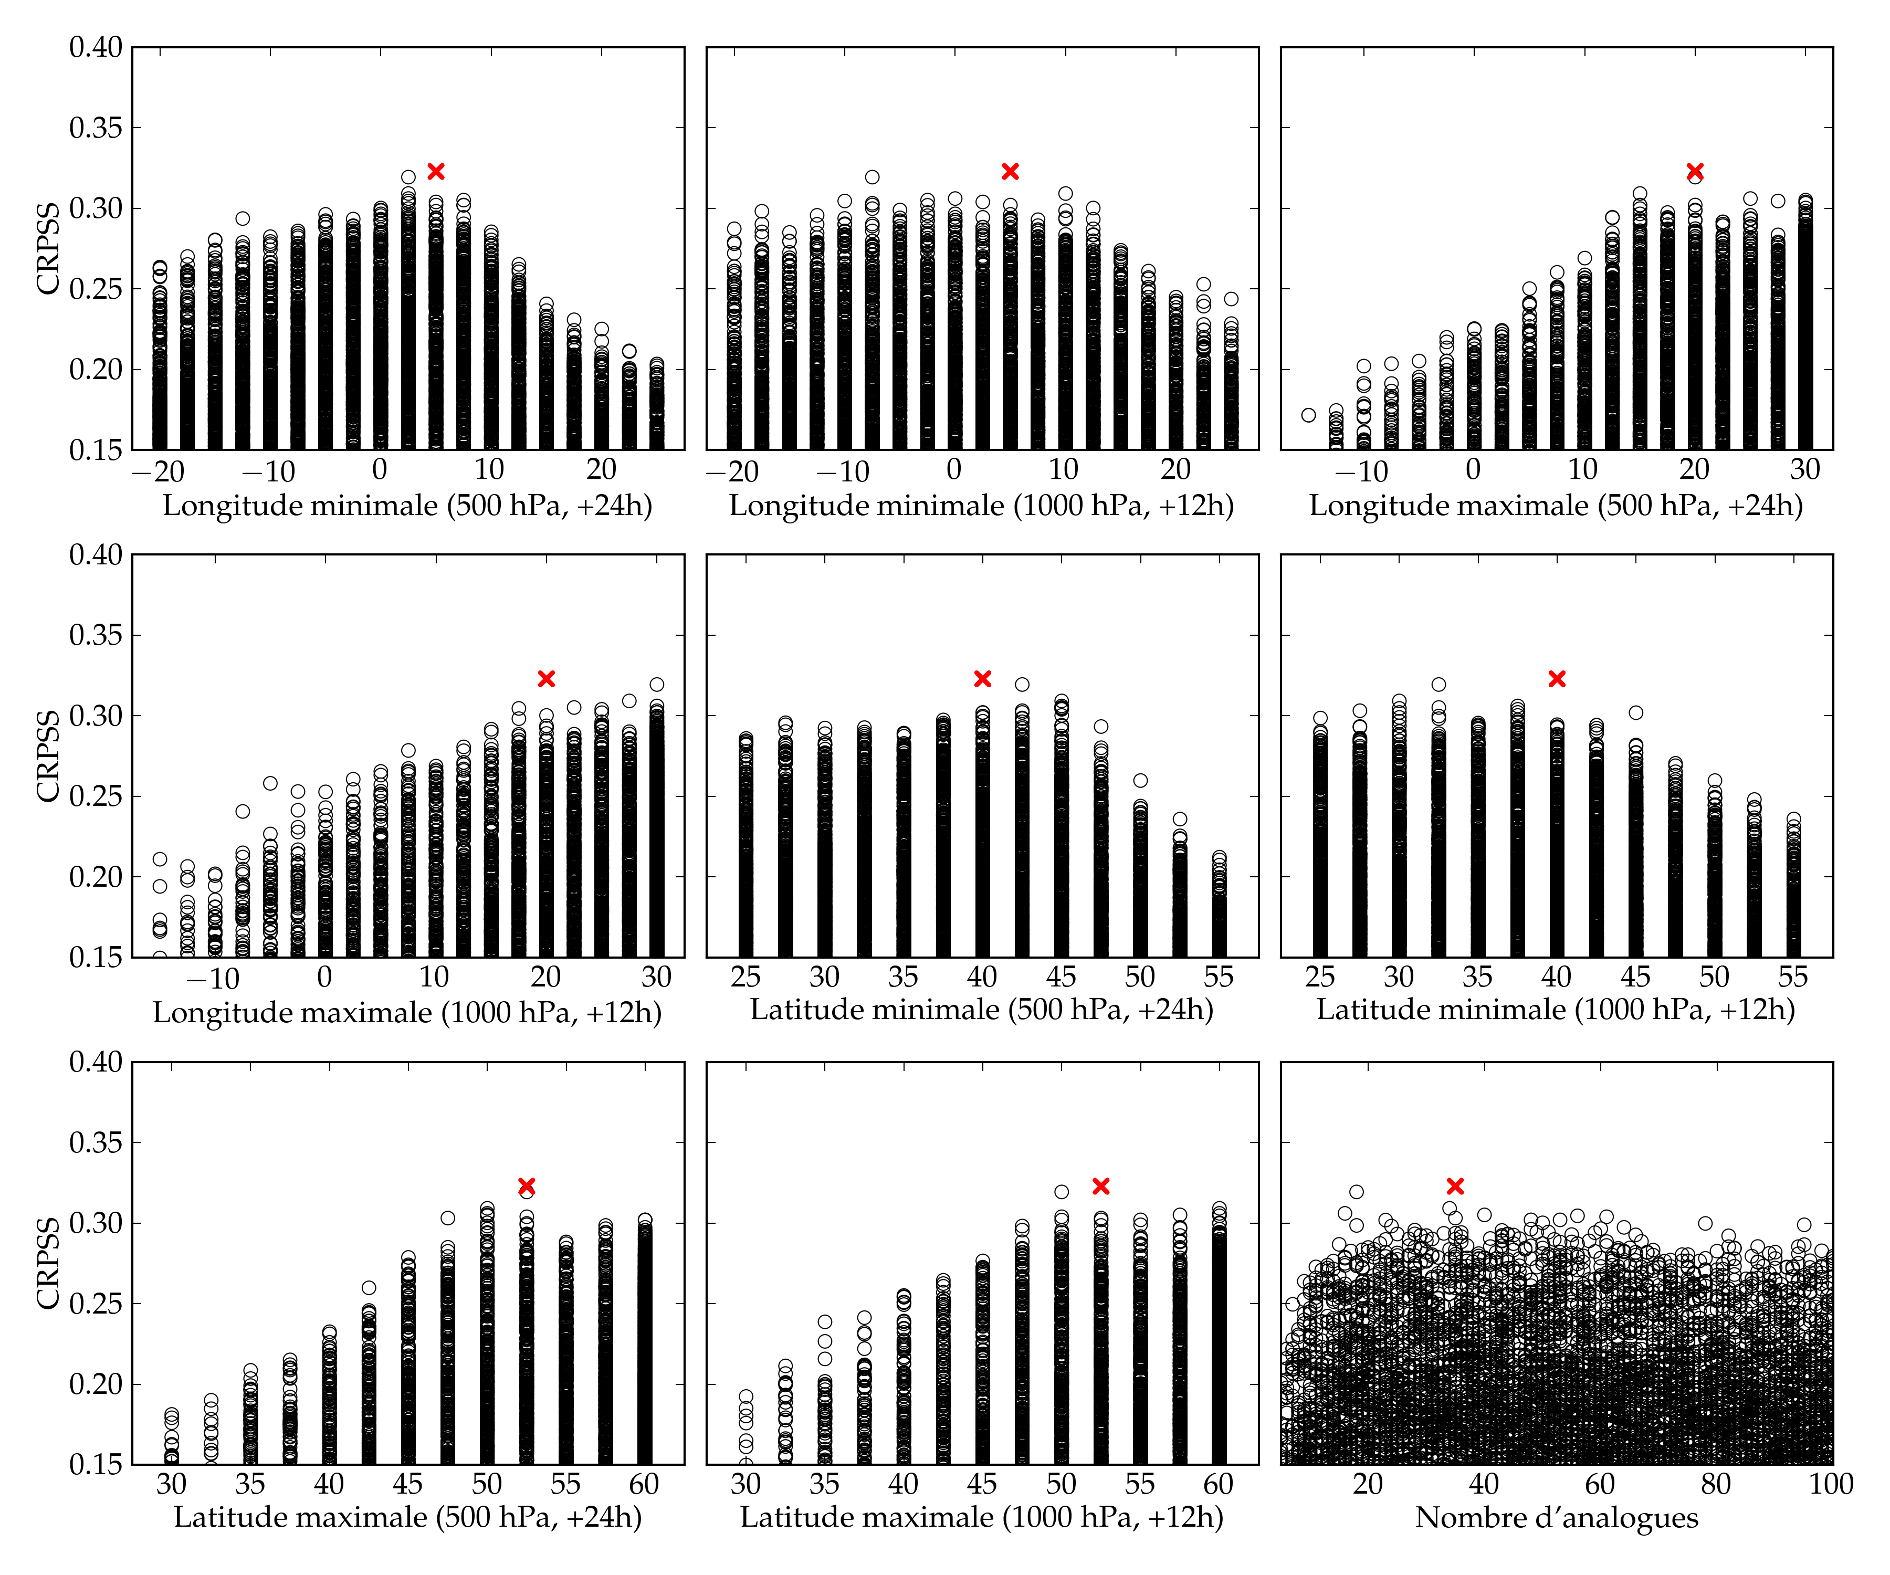 0.40
0.35
0.30
0.25
0.20
0.15
CRPSS
−20 −10 0 10 20
Longitude minimale (500 hPa, +24h)
−20 −10 0 10 20
Longitude minimale (1000 hPa, +12h)
−10 0 10 20 30
Longitude maximale (500 hPa, +24h)
0.40
0.35
0.30
0.25
0.20
0.15
CRPSS
−10 0 10 20 30
Longitude maximale (1000 hPa, +12h)
25 30 35 40 45 50 55
Latitude minimale (500 hPa, +24h)
25 30 35 40 45 50 55
Latitude minimale (1000 hPa, +12h)
0.40
0.35
0.30
0.25
0.20
0.15
CRPSS
30 35 40 45 50 55 60
Latitude maximale (500 hPa, +24h)
30 35 40 45 50 55 60
Latitude maximale (1000 hPa, +12h)
20 40 60 80 100
Nombre d’analogues